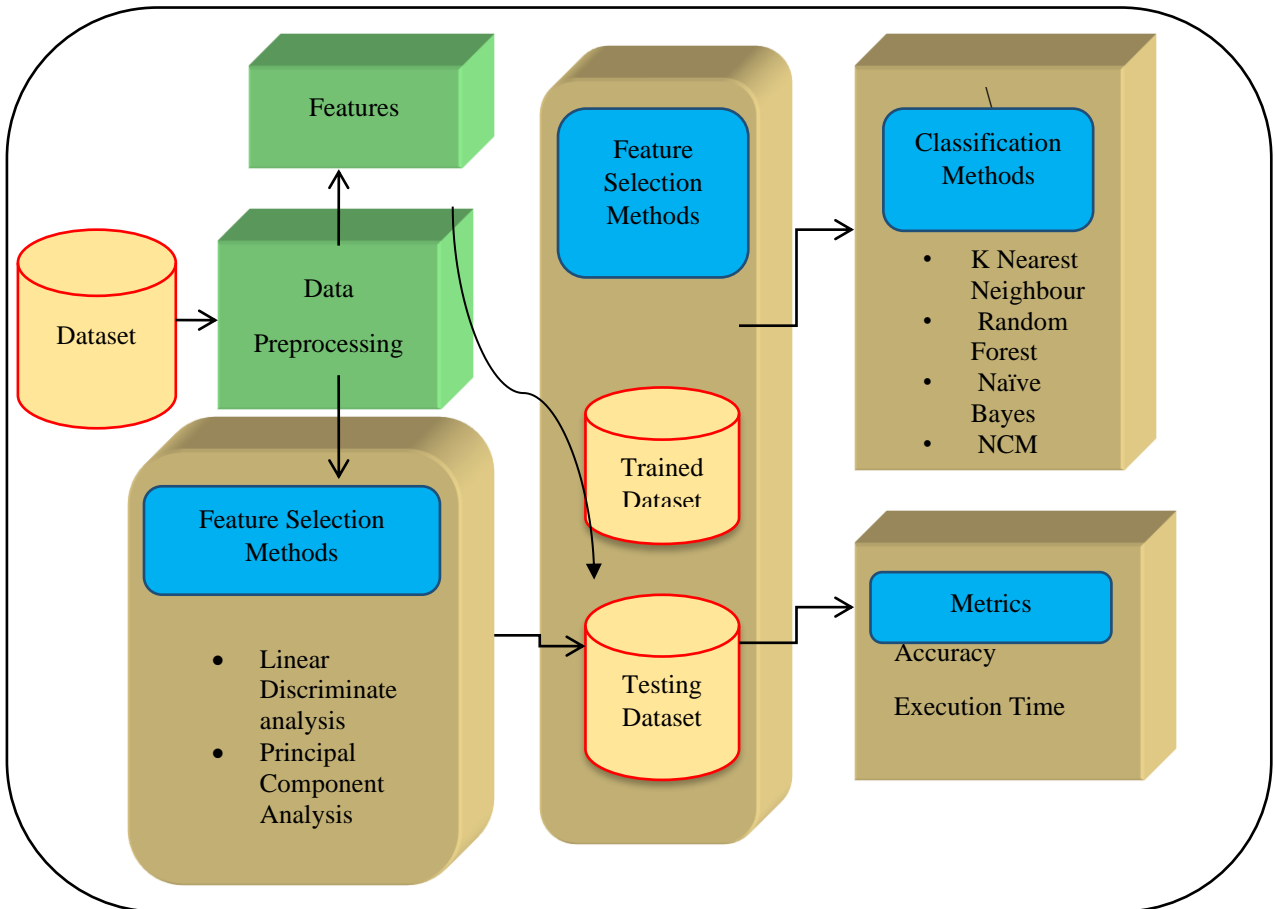 Features
Data
Preprocessing
Dataset
Feature Selection
Methods
• Linear
Discriminate
analysis
• Principal
Component
Analysis
Feature
Selection
Methods
Trained
Dataset
Testing
Dataset
Classification
Methods
• K Nearest
Neighbour
• Random
Forest
• Naïve
Bayes
• NCM
Metrics
Accuracy
Execution Time